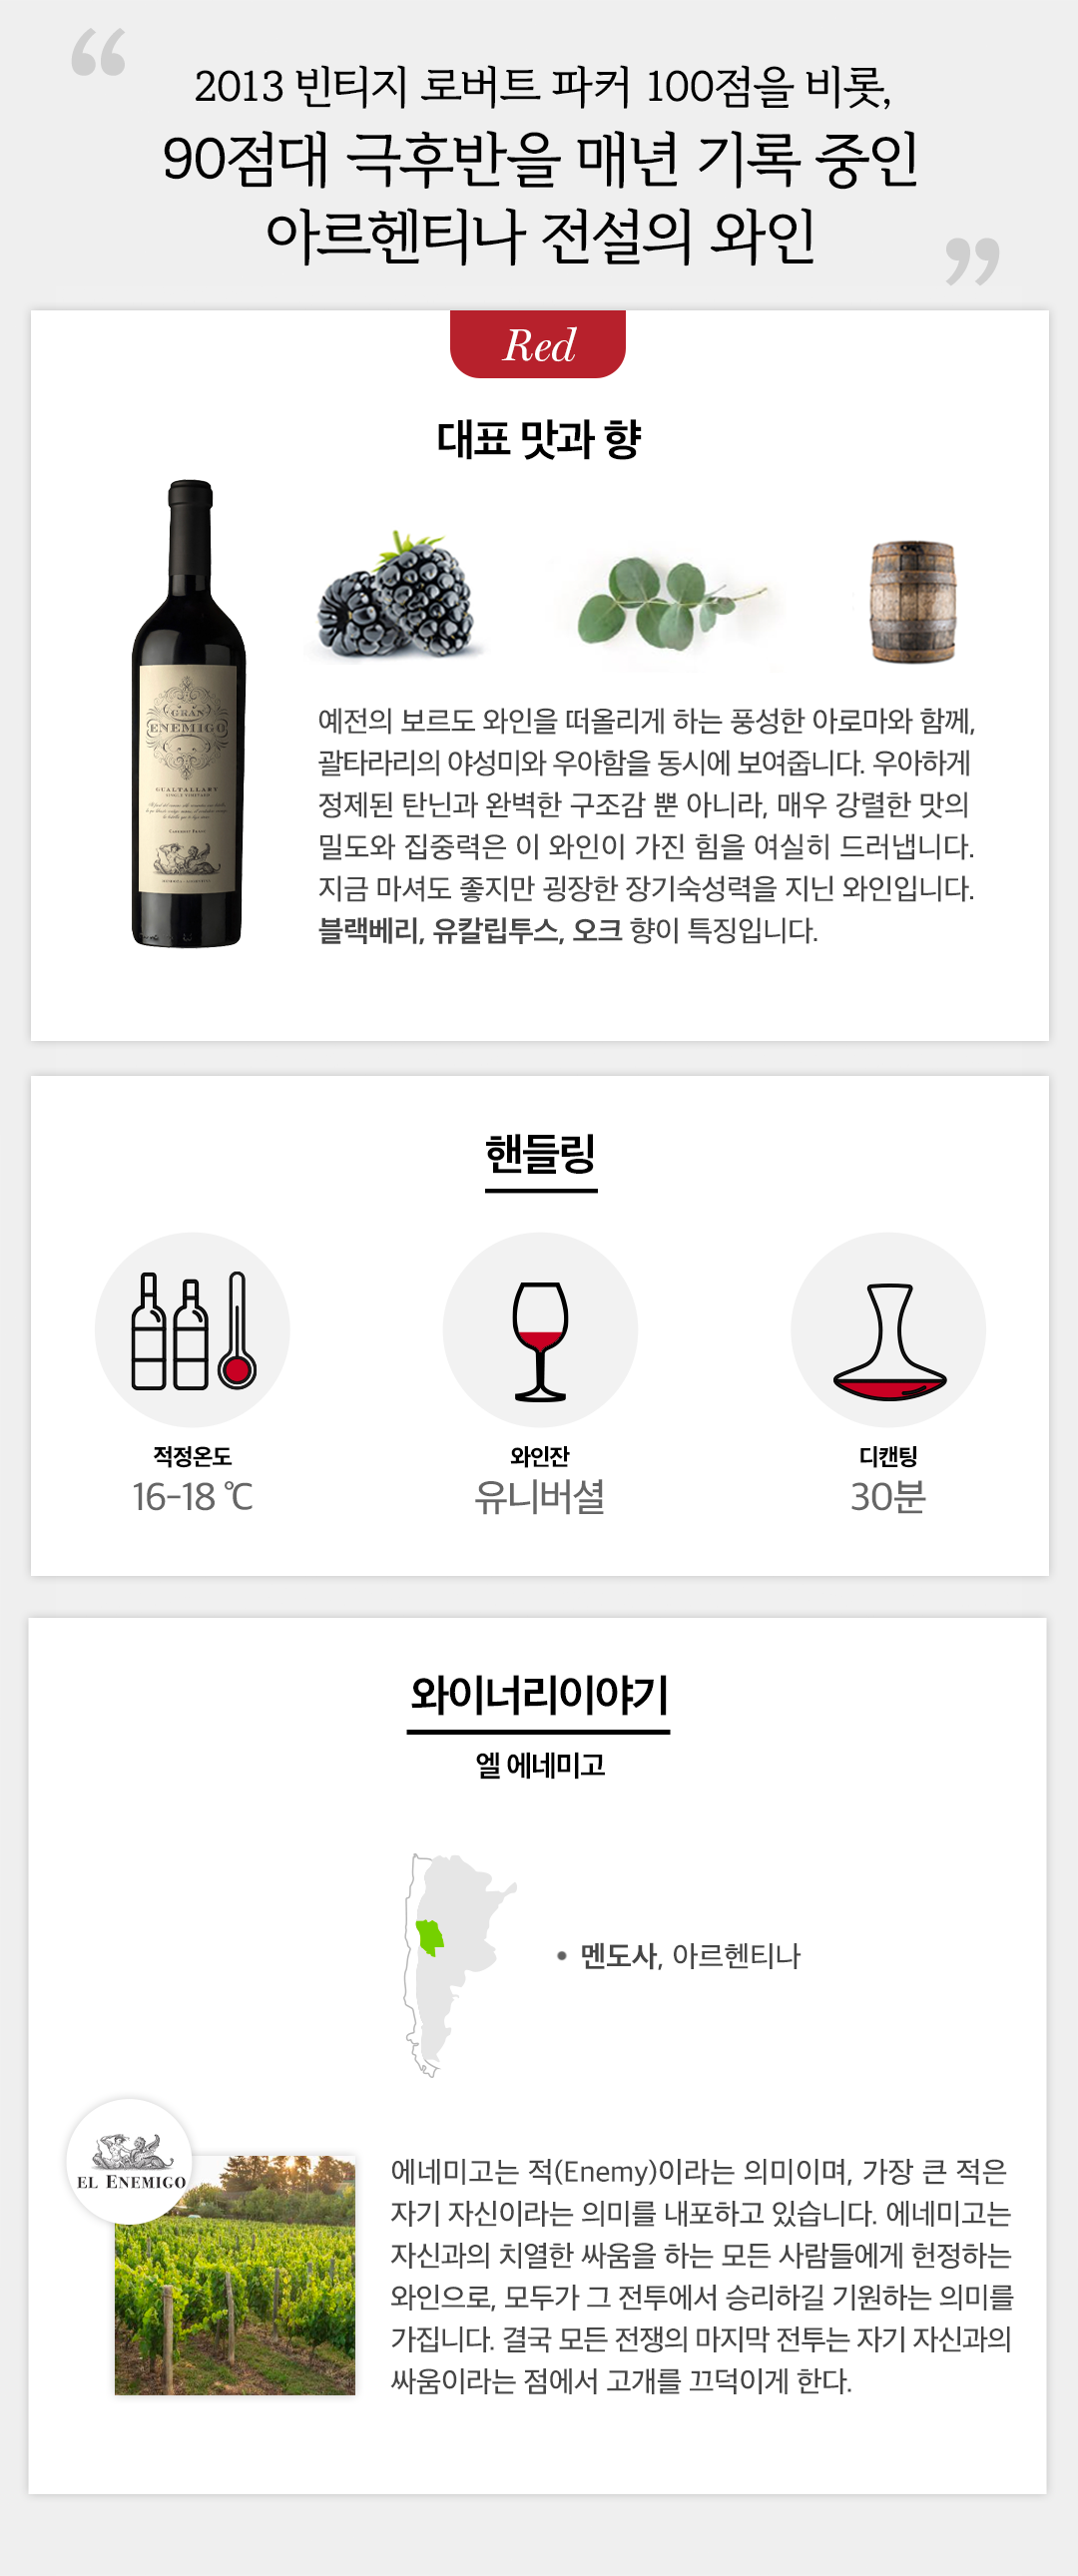 “
2013 빈티지 로버트 파커 100점을 비롯,
90점대 극후반을 매년 기록 중인
아르헨티나 전설의 와인
”
Red
대표 맛과 향
GRAN
ENEMIGO
GUALTALLARY
SINGLE VINEYARD
CABERNET FRANC
예전의 보르도 와인을 떠올리게 하는 풍성한 아로마와 함께,
괄타라리의 야성미와 우아함을 동시에 보여줍니다. 우아하게
정제된 탄닌과 완벽한 구조감 뿐 아니라, 매우 강렬한 맛의
밀도와 집중력은 이 와인이 가진 힘을 여실히 드러냅니다.
지금 마셔도 좋지만 굉장한 장기숙성력을 지닌 와인입니다.
블랙베리, 유칼립투스, 오크 향이 특징입니다.
핸들링
적정온도
16-18 ℃
와인잔
유니버셜
디캔팅
30분
와이너리이야기
엘 에네미고
• 멘도사, 아르헨티나
EL ENEMIGO
에네미고는 적(Enemy)이라는 의미이며, 가장 큰 적은
자기 자신이라는 의미를 내포하고 있습니다. 에네미고는
자신과의 치열한 싸움을 하는 모든 사람들에게 헌정하는
와인으로, 모두가 그 전투에서 승리하길 기원하는 의미를
가집니다. 결국 모든 전쟁의 마지막 전투는 자기 자신과의
싸움이라는 점에서 고개를 끄덕이게 한다.